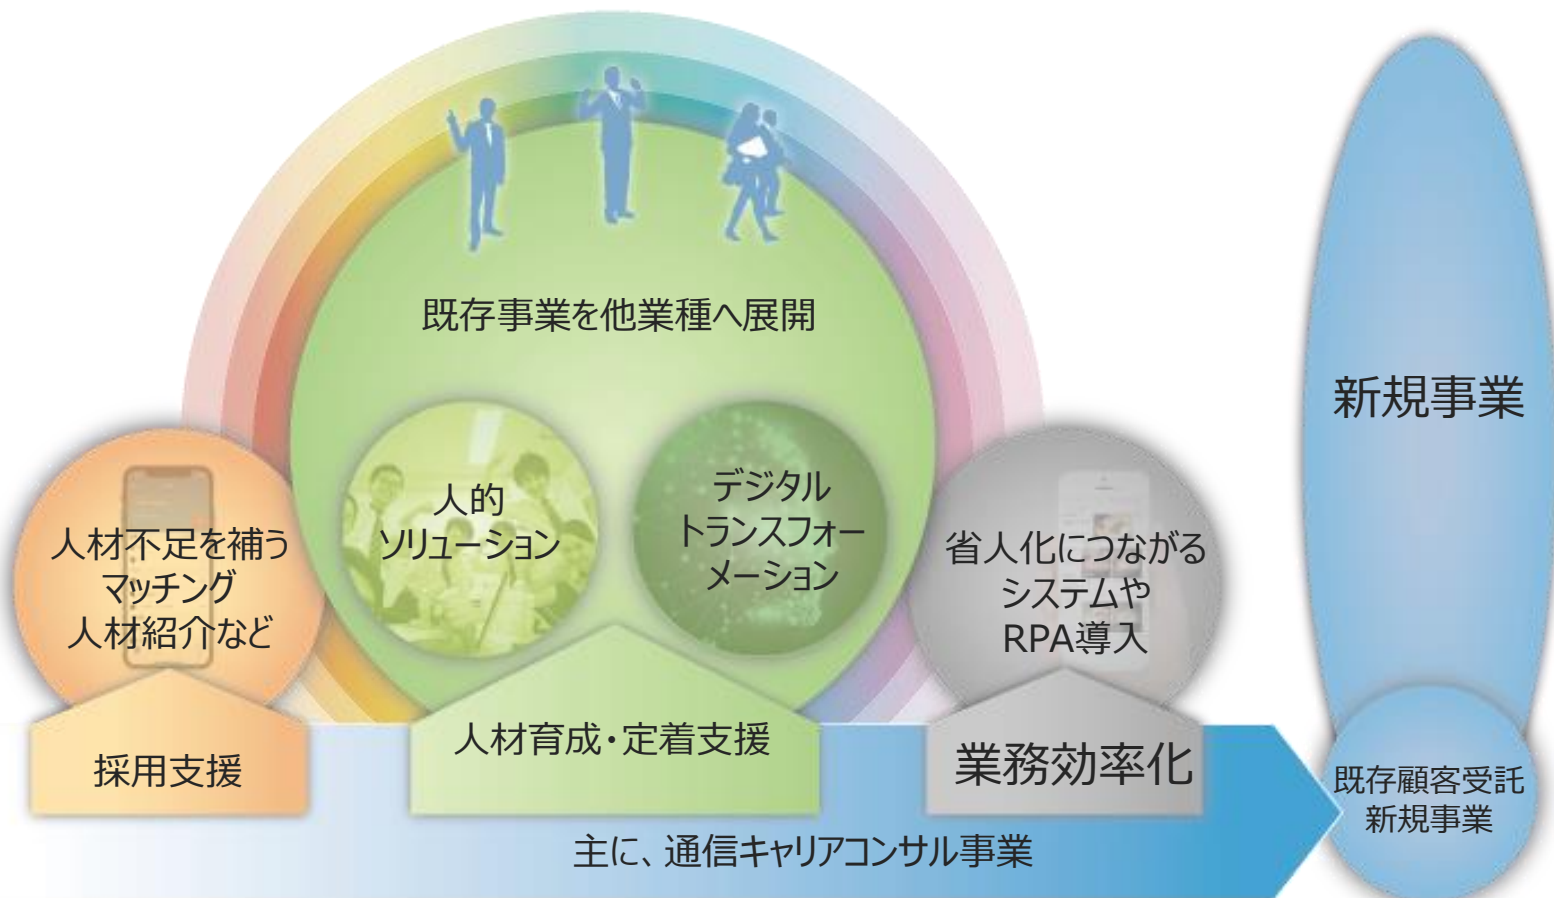 既存事業を他業種へ展開
人的
ソリューション
デジタル
トランスフォー
メーション
人材不足を補う
マッチング
人材紹介など
省人化につながる
システムや
RPA導入
採用支援
人材育成・定着支援
業務効率化
主に、通信キャリアコンサル事業
新規事業
既存顧客受託
新規事業